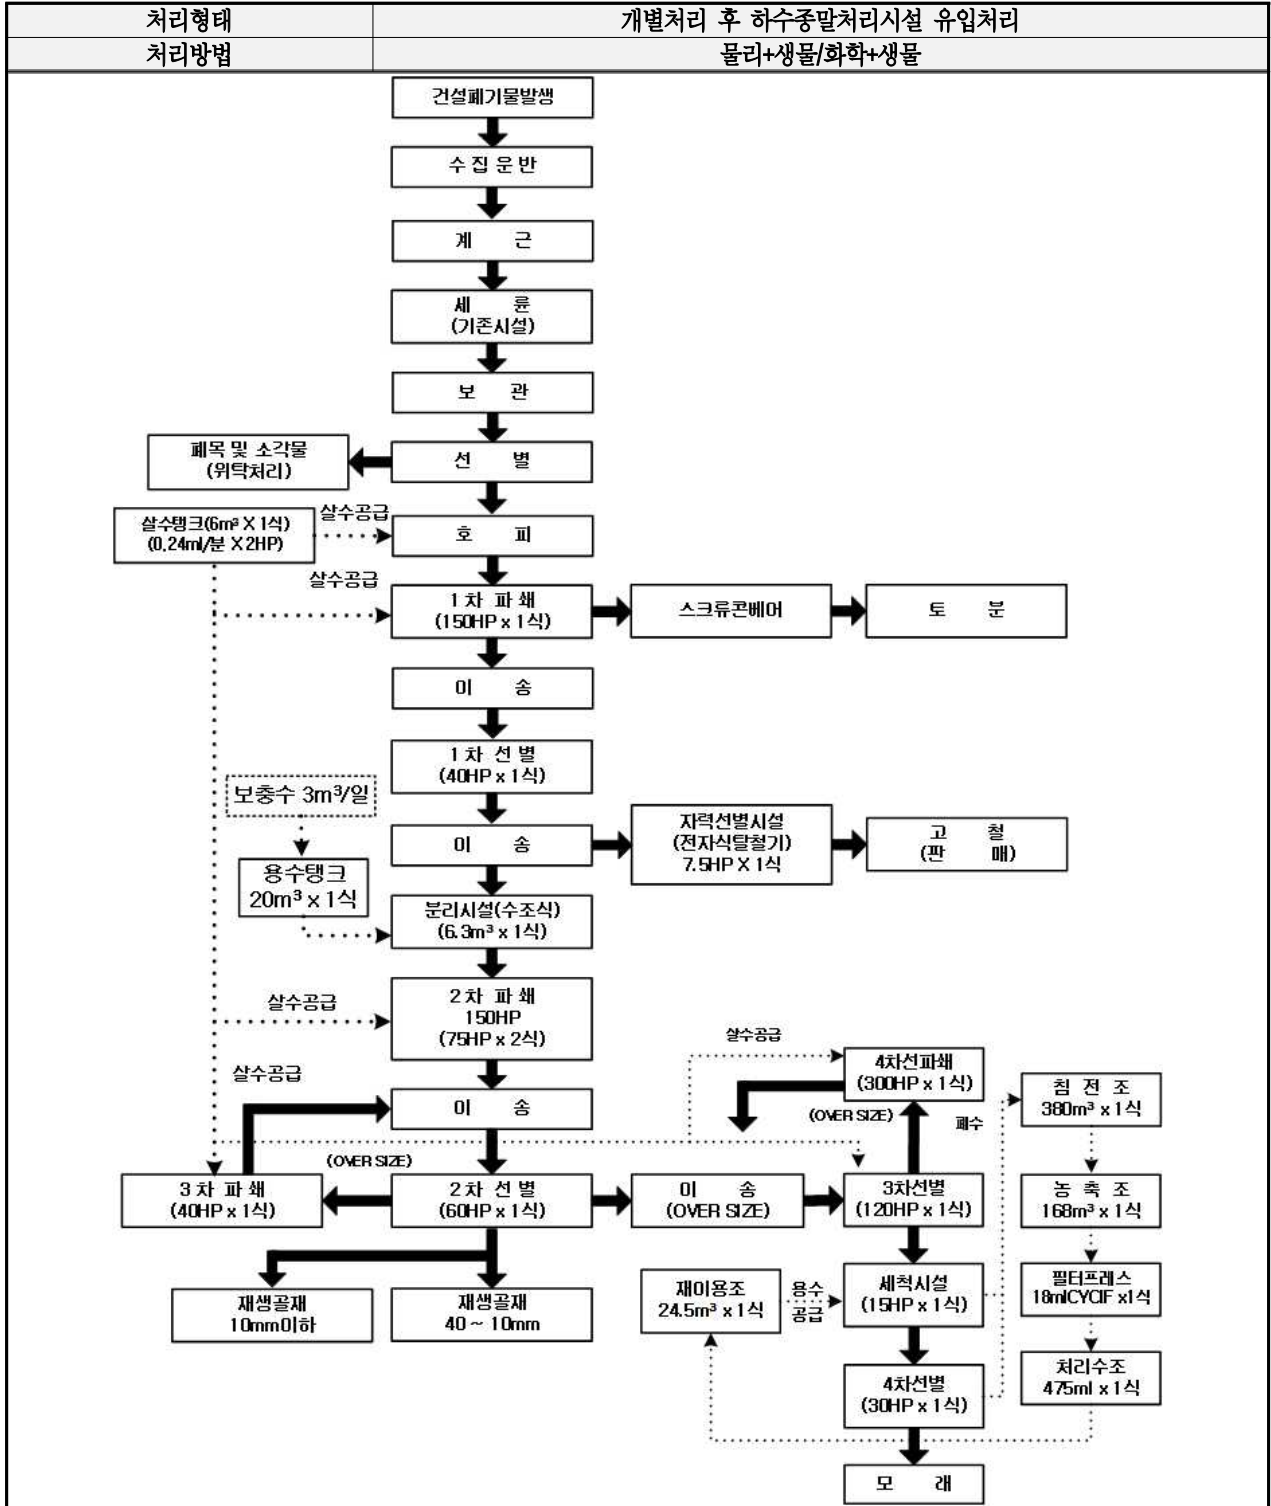 처리형태 개별처리 후 하수종말처리시설 유입처리
처리방법 물리+생물/화학+생물
건설폐기물발생
수 집 운 반
계 근
세 륜
(기존시설)
보 관
폐목 및 소각물
(위탁처리)
선 별
살수탱크(6m³ X 1식)
(0.24ml/분 X 2HP)
살수공급
호 퍼
살수공급
1 차 파 쇄
(150HP x 1식)
스크류콘베어
토 분
이 송
1 차 선 별
(40HP x 1식)
보충수 3m³/일
이 송
자력선별시설
(전자식탈철기)
7.5HP X 1식
고 철
(판 매)
용수탱크
20m³ x 1식
분리시설(수조식)
(6.3m³ x 1식)
살수공급
2 차 파 쇄
150HP
(75HP x 2식)
살수공급
4차선파쇄
(300HP x 1식)
침 전 조
380m³ x 1식
살수공급
이 송
(OVER SIZE)
폐수
(OVER SIZE)
3 차 파 쇄
(40HP x 1식)
2 차 선 별
(60HP x 1식)
이 송
(OVER SIZE)
3차선별
(120HP x 1식)
농 축 조
168m³ x 1식
재생골재
10mm이하
재생골재
40 ~ 10mm
재이용조
24.5m³ x 1식
용수
공급
세척시설
(15HP x 1식)
필터프레스
18mlCYCIF x1식
4차선별
(30HP x 1식)
처리수조
475ml x 1식
모 래